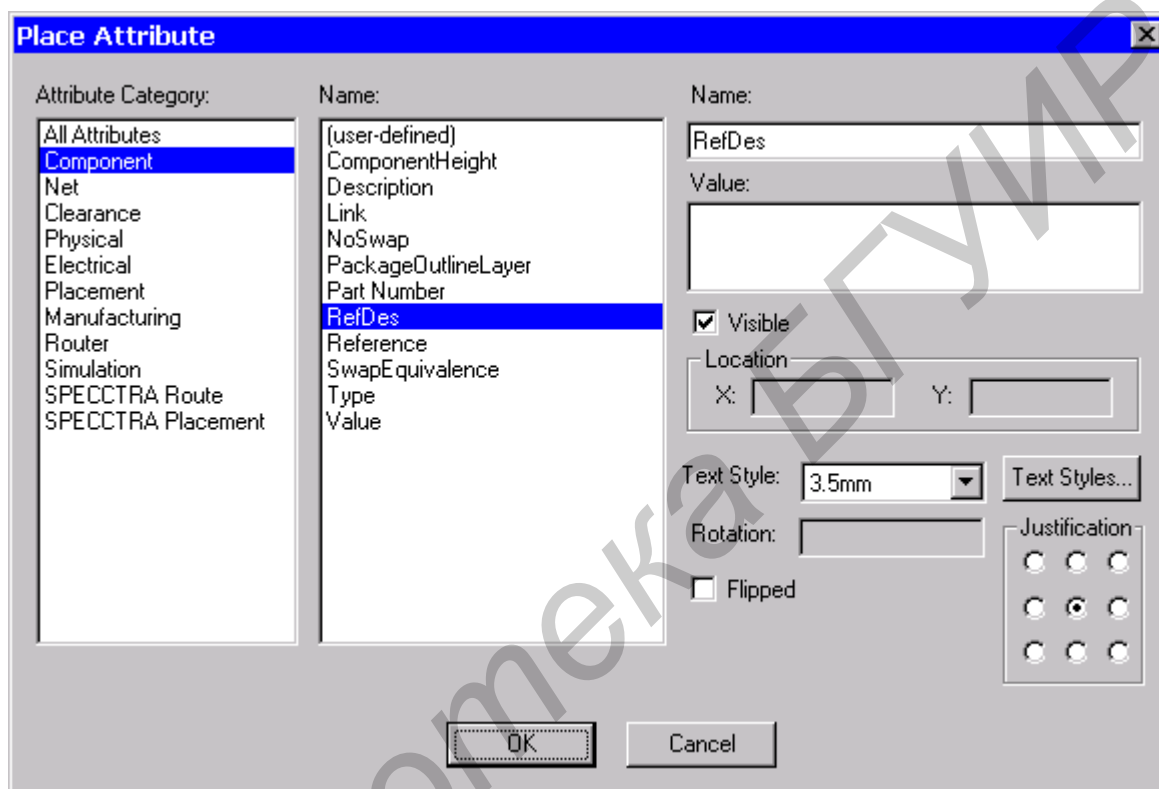 Place Attribute
Attribute Category:
All Attributes
Component
Net
Clearance
Physical
Electrical
Placement
Manufacturing
Router
Simulation
SPECCTRA Route
SPECCTRA Placement
Name:
(user-defined)
ComponentHeight
Description
Link
NoSwap
PackageOutlineLayer
Part Number
RefDes
Reference
SwapEquivalence
Type
Value
Name:
RefDes
Value:
Visible
Location
X:
Y:
Text Style:
3.5mm
Text Styles...
Rotation:
Justification
Flipped
OK
Cancel
отека БГУИР